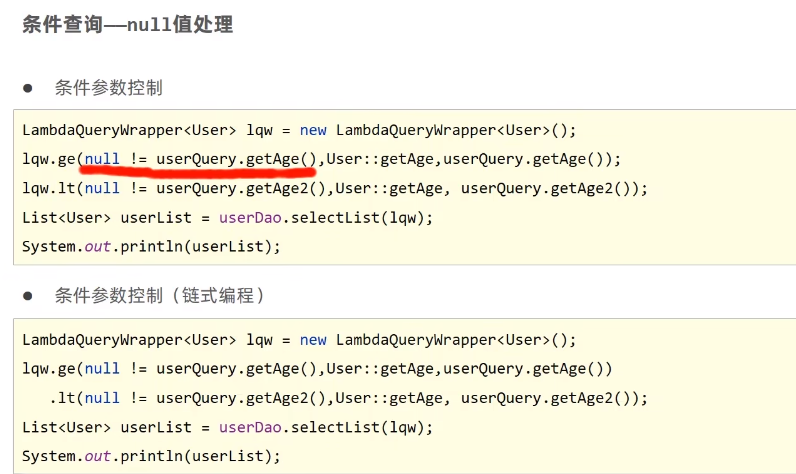 条件查询——null值处理
● 条件参数控制
LambdaQueryWrapper<User> lqw = new LambdaQueryWrapper<User>();
lqw.ge(null != userQuery.getAge(),User::getAge,userQuery.getAge());
lqw.lt(null != userQuery.getAge2(),User::getAge, userQuery.getAge2());
List<User> userList = userDao.selectList(lqw);
System.out.println(userList);
● 条件参数控制（链式编程）
LambdaQueryWrapper<User> lqw = new LambdaQueryWrapper<User>();
lqw.ge(null != userQuery.getAge(),User::getAge,userQuery.getAge())
.lt(null != userQuery.getAge2(),User::getAge, userQuery.getAge2());
List<User> userList = userDao.selectList(lqw);
System.out.println(userList);